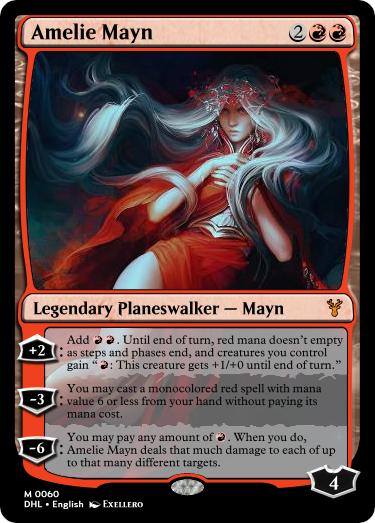 Amelie Mayn 2
+2 Add . Until end of turn, red mana doesn't empty
as steps and phases end, and creatures you control
gain " : This creature gets +1/+0 until end of turn."
Legendary Planeswalker — Mayn
-3 You may cast a monocolored red spell with mana
value 6 or less from your hand without paying its
mana cost.
-6 You may pay any amount of . When you do,
Amelie Mayn deals that much damage to each of up
to that many different targets.
4
M 0060
DHL • English Exellero